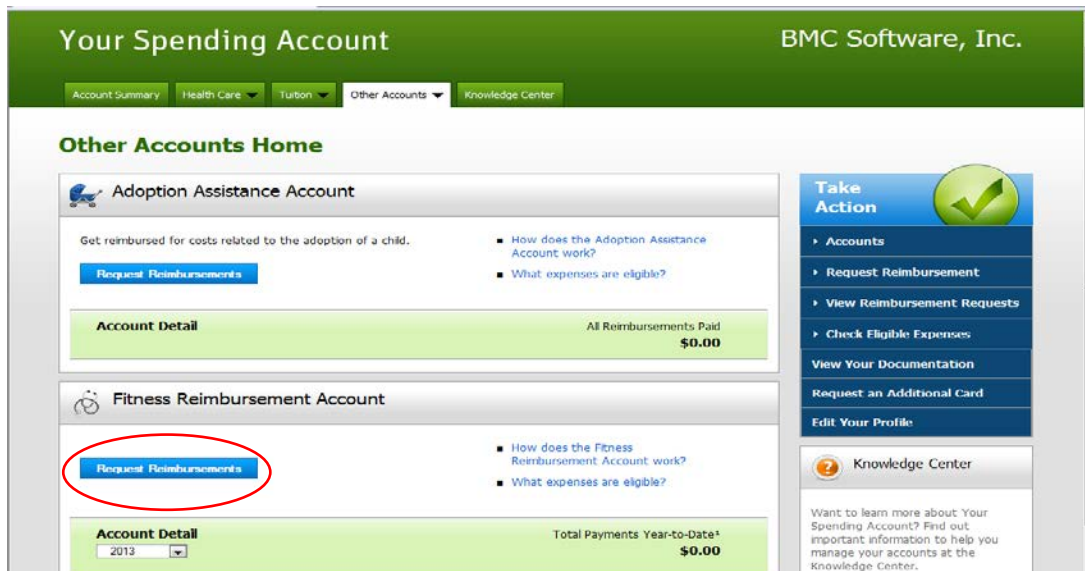 Your Spending Account
BMC Software, Inc.
Account Summary
Health Care
Tuition
Other Accounts
Knowledge Center
Other Accounts Home
Adoption Assistance Account
Get reimbursed for costs related to the adoption of a child.
Request Reimbursements
How does the Adoption Assistance
Account work?
What expenses are eligible?
Account Detail
All Reimbursements Paid
$0.00
Fitness Reimbursement Account
Request Reimbursements
How does the Fitness
Reimbursement Account work?
What expenses are eligible?
Account Detail
2013
Total Payments Year-to-Date¹
$0.00
Take
Action
Accounts
Request Reimbursement
View Reimbursement Requests
Check Eligible Expenses
View Your Documentation
Request an Additional Card
Edit Your Profile
Knowledge Center
Want to learn more about Your
Spending Account? Find out
important information to help you
manage your accounts at the
Knowledge Center.